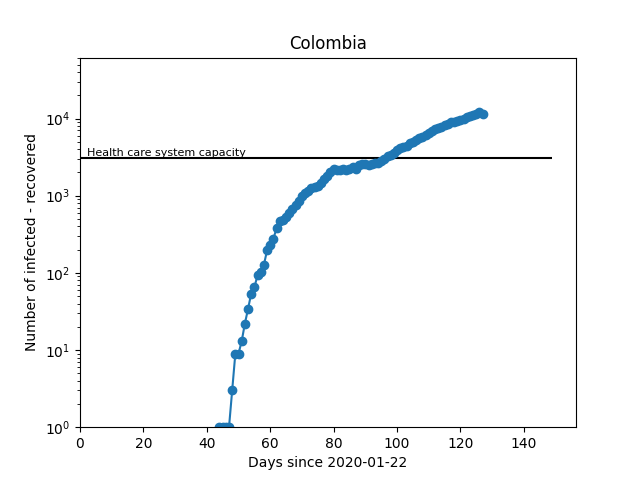 Colombia
Number of infected - recovered
10^4
10^3
10^2
10^1
10^0
Health care system capacity
0 20 40 60 80 100 120 140
Days since 2020-01-22